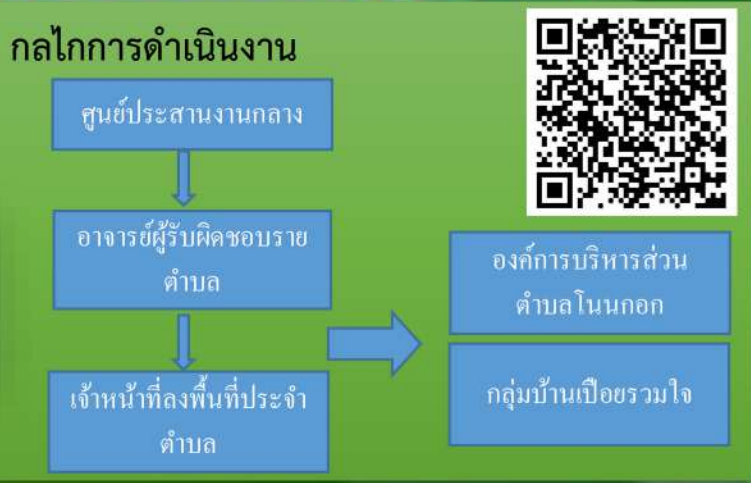 กลไกการดำเนินงาน
ศูนย์ประสานงานกลาง
อาจารย์ผู้รับผิดชอบราย
ตำบล
เจ้าหน้าที่ลงพื้นที่ประจำ
ตำบล
องค์การบริหารส่วน
ตำบลโนนกอก
กลุ่มบ้านเปือยรวมใจ